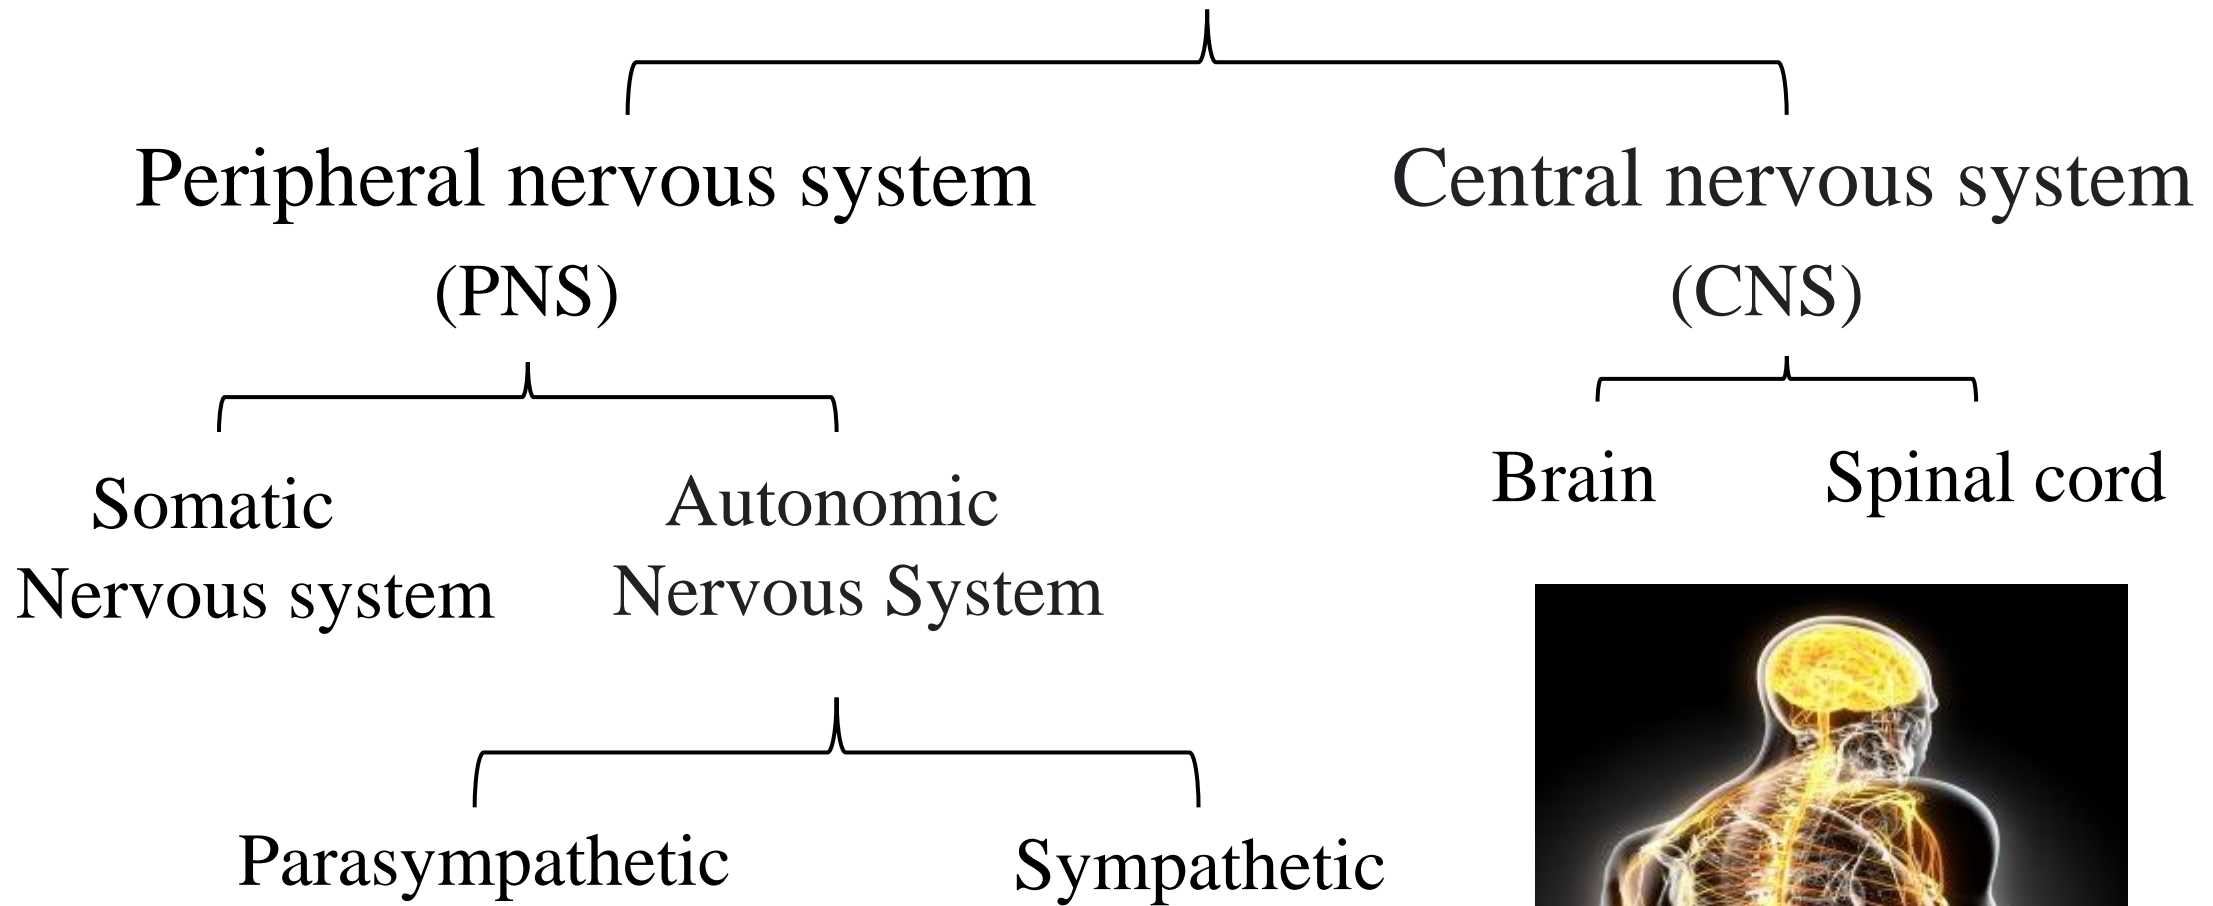 Peripheral nervous system
(PNS)
Central nervous system
(CNS)
Somatic
Nervous system
Autonomic
Nervous System
Brain
Spinal cord
Parasympathetic
Sympathetic